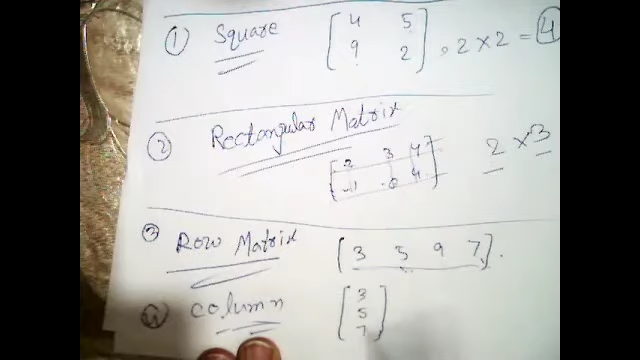 ① Square [4 5
9 2] 2×2 = 4
② Rectangular Matrix
[2 3 4 2 × 3
-1 4]
③ Row Matrix [3 5 9 7].
④ column [3
5
7]